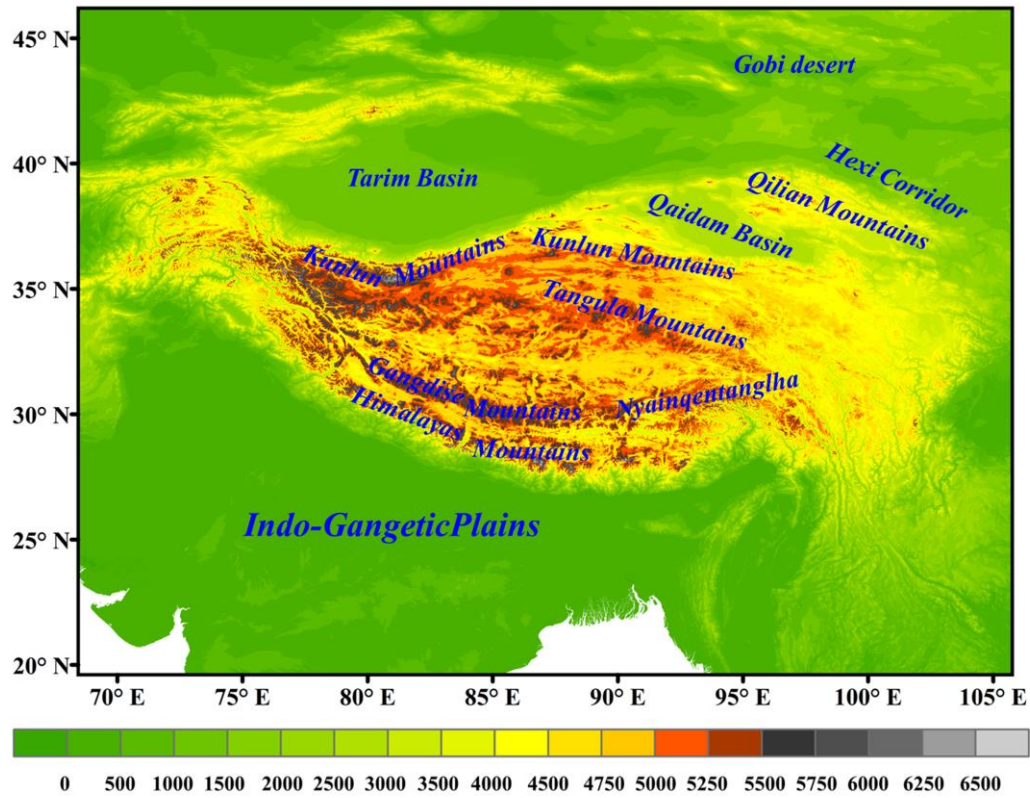 45° N
40° N
35° N
30° N
25° N
20° N
Gobi desert
Hexi Corridor
Tarim Basin
Qilian Mountains
Qaidam Basin
Kunlun Mountains
Kunlun Mountains
Tangula Mountains
Gangdise Mountains
Nyainqentanglha
Himalayas Mountains
Indo-GangeticPlains
70° E 75° E 80° E 85° E 90° E 95° E 100° E 105° E
0 500 1000 1500 2000 2500 3000 3500 4000 4500 4750 5000 5250 5500 5750 6000 6250 6500